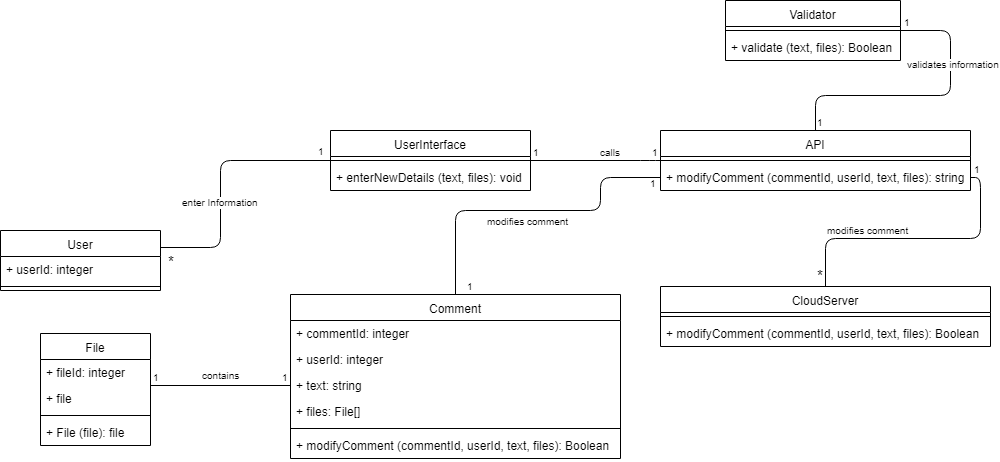 Validator
1
+ validate (text, files): Boolean
validates information
1
UserInterface
API
1
1
calls
1
+ enterNewDetails (text, files): void
+ modifyComment (commentId, userId, text, files): string
1
1
enter Information
modifies comment
modifies comment
User
*
+ userId: integer
*
1
Comment
CloudServer
+ commentId: integer
+ modifyComment (commentId, userId, text, files): Boolean
File
+ userId: integer
+ fileId: integer
1
contains
1
+ text: string
+ file
+ files: File[]
+ File (file): file
+ modifyComment (commentId, userId, text, files): Boolean